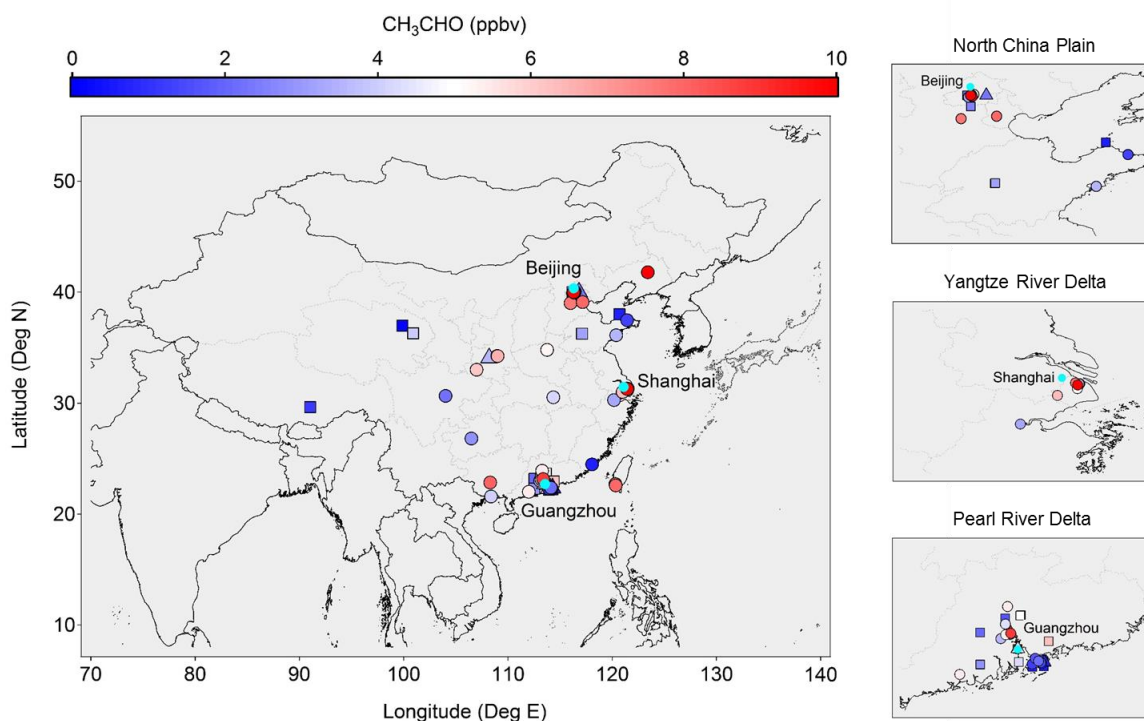 CH₃CHO (ppbv)
0 2 4 6 8 10
50
40
30
20
10
Latitude (Deg N)
Beijing
Shanghai
Guangzhou
70 80 90 100 110 120 130 140
Longitude (Deg E)
North China Plain
Beijing
Yangtze River Delta
Shanghai
Pearl River Delta
Guangzhou